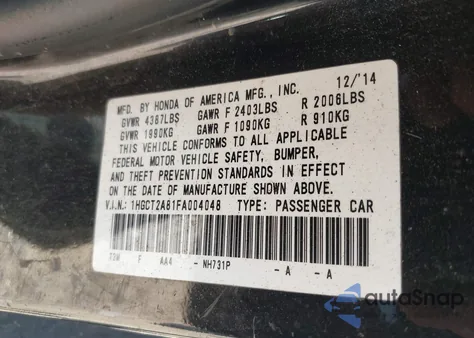 MFD. BY HONDA OF AMERICA MFG., INC. 12/'14
GVWR 4387LBS GAWR F 2403LBS R 2006LBS
GVWR 1990KG GAWR F 1090KG R 910KG
THIS VEHICLE CONFORMS TO ALL APPLICABLE
FEDERAL MOTOR VEHICLE SAFETY, BUMPER,
AND THEFT PREVENTION STANDARDS IN EFFECT
ON THE DATE OF MANUFACTURE SHOWN ABOVE.
V.I.N.: 1HGCT2A81FA004048 TYPE: PASSENGER CAR
F AA4 - NH731P - A - A
autoSnap